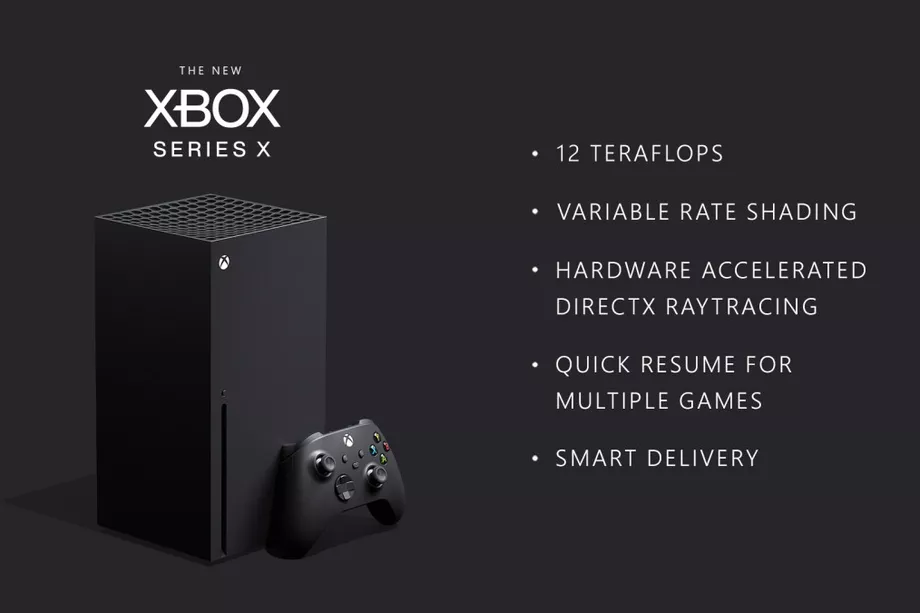 THE NEW
XBOX
SERIES X
• 12 TERAFLOPS
• VARIABLE RATE SHADING
• HARDWARE ACCELERATED
DIRECTX RAYTRACING
• QUICK RESUME FOR
MULTIPLE GAMES
• SMART DELIVERY